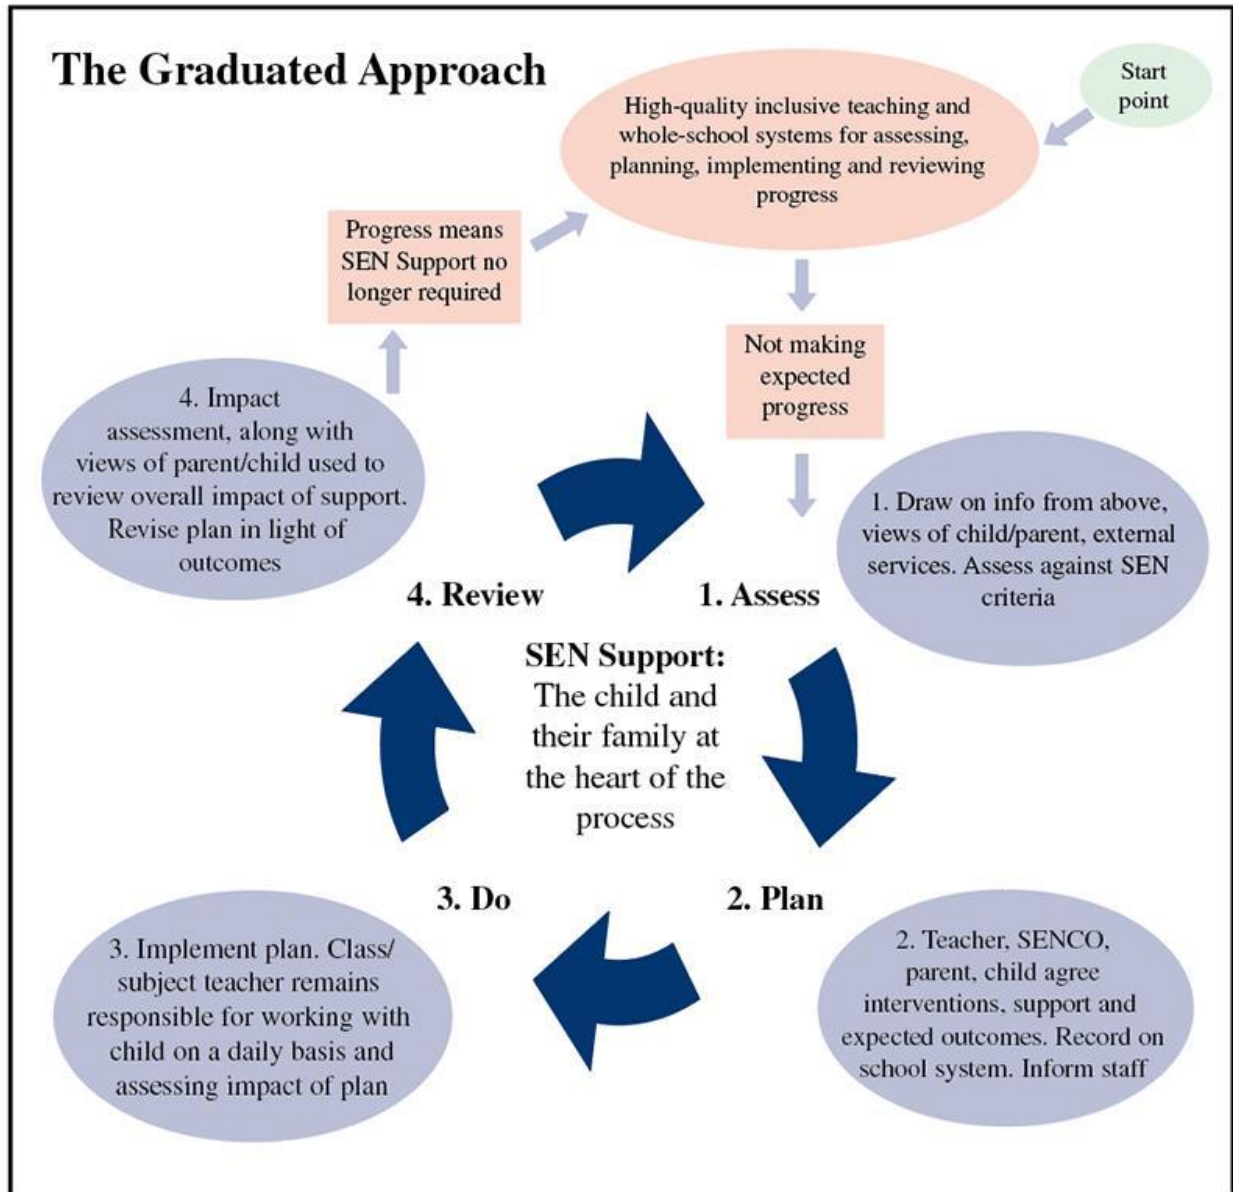 The Graduated Approach
Start
point
High-quality inclusive teaching and
whole-school systems for assessing,
planning, implementing and reviewing
progress
Progress means
SEN Support no
longer required
Not making
expected
progress
4. Impact
assessment, along with
views of parent/child used to
review overall impact of support.
Revise plan in light of
outcomes
1. Draw on info from above,
views of child/parent, external
services. Assess against SEN
criteria
4. Review
1. Assess
SEN Support:
The child and
their family at
the heart of the
process
3. Do
2. Plan
3. Implement plan. Class/
subject teacher remains
responsible for working with
child on a daily basis and
assessing impact of plan
2. Teacher, SENCO,
parent, child agree
interventions, support and
expected outcomes. Record on
school system. Inform staff